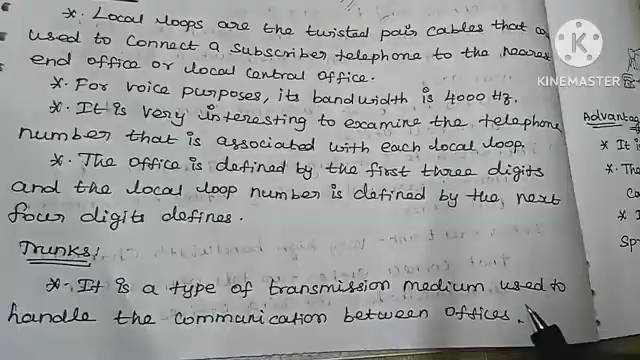 *. Local loops are the twisted pair cables that
used to connect a subscriber telephone to the nearest
end office or local central office.
*. For voice purposes, its bandwidth is 4000 Hz.
*. It is very interesting to examine the telephone
number that is associated with each local loop.
*. The office is defined by the first three digits
and the local loop number is defined by the next
four digits defines.
Trunks:
*. It is a type of transmission medium used to
handle the communication between offices.
KINEMASTER
Advantag
* It is
* The
Co
* I
Sp